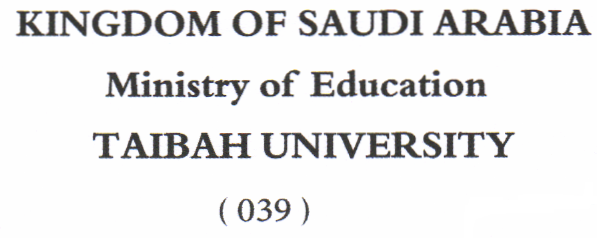 KINGDOM OF SAUDI ARABIA
Ministry of Education
TAIBAH UNIVERSITY
( 039 )